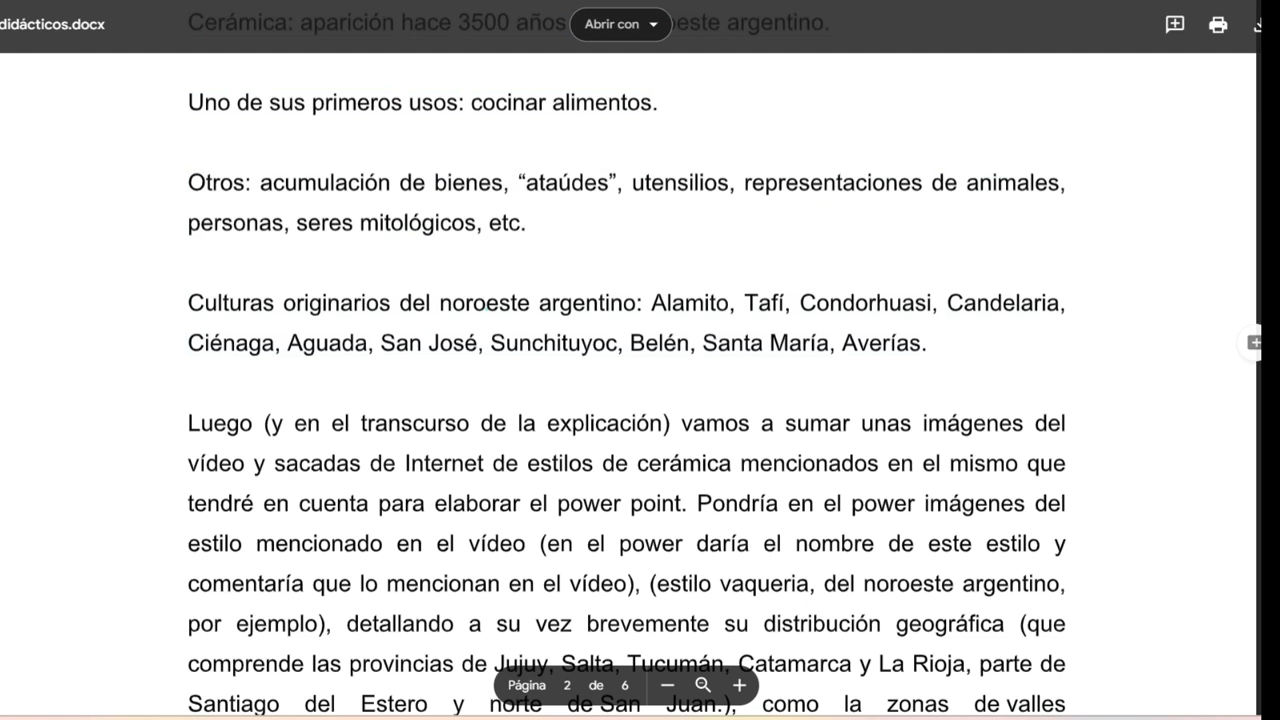 didácticos.docx
Cerámica: aparición hace 3500 años
Abrir con
este argentino.
Uno de sus primeros usos: cocinar alimentos.
Otros: acumulación de bienes, “ataúdes”, utensilios, representaciones de animales,
personas, seres mitológicos, etc.
Culturas originarios del noroeste argentino: Alamito, Tafí, Condorhuasi, Candelaria,
Ciénaga, Aguada, San José, Sunchituyoc, Belén, Santa María, Averías.
Luego (y en el transcurso de la explicación) vamos a sumar unas imágenes del
vídeo y sacadas de Internet de estilos de cerámica mencionados en el mismo que
tendré en cuenta para elaborar el power point. Pondría en el power imágenes del
estilo mencionado en el vídeo (en el power daría el nombre de este estilo y
comentaría que lo mencionan en el vídeo), (estilo vaqueria, del noroeste argentino,
por ejemplo), detallando a su vez brevemente su distribución geográfica (que
comprende las provincias de Jujuy, Salta, Tucumán, Catamarca y La Rioja, parte de
Página 2 de 6
Santiago del Estero y norte de San Juan.), como la zonas de valles